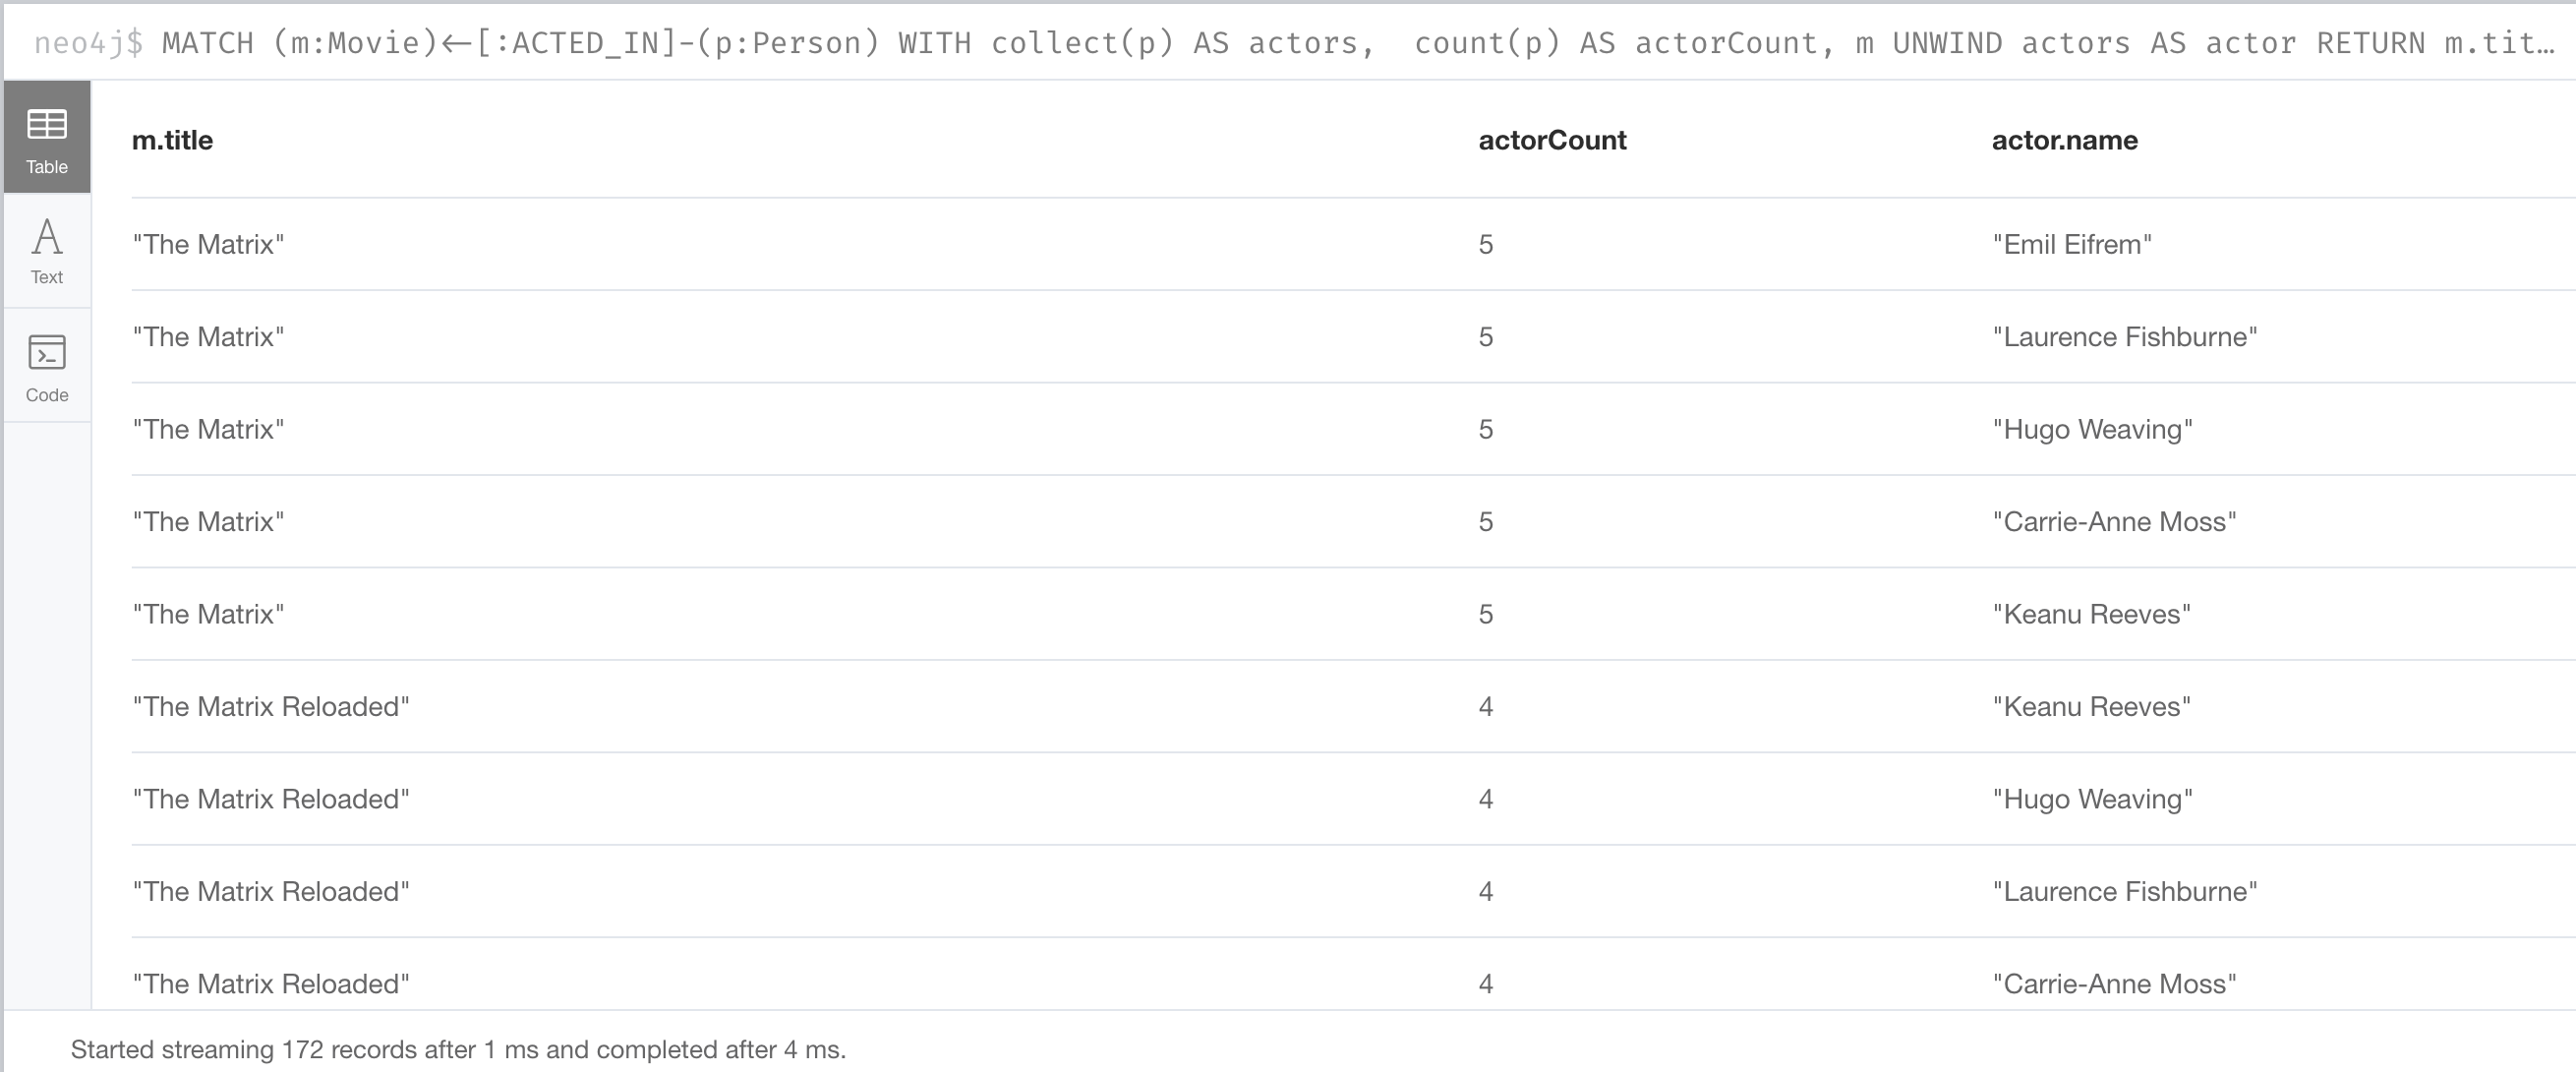 neo4j$ MATCH (m:Movie)<-[:ACTED_IN]-(p:Person) WITH collect(p) AS actors,  count(p) AS actorCount, m UNWIND actors AS actor RETURN m.tit…
Table
Text
Code
m.title actorCount actor.name
"The Matrix" 5 "Emil Eifrem"
"The Matrix" 5 "Laurence Fishburne"
"The Matrix" 5 "Hugo Weaving"
"The Matrix" 5 "Carrie-Anne Moss"
"The Matrix" 5 "Keanu Reeves"
"The Matrix Reloaded" 4 "Keanu Reeves"
"The Matrix Reloaded" 4 "Hugo Weaving"
"The Matrix Reloaded" 4 "Laurence Fishburne"
"The Matrix Reloaded" 4 "Carrie-Anne Moss"
Started streaming 172 records after 1 ms and completed after 4 ms.